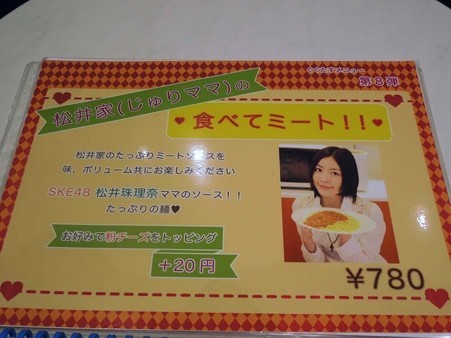 第8弾
松井家(じゅりママ)の
食べてミート!!
松井家のたっぷりミートソースを
味、ボリューム共にお楽しみください
SKE48 松井珠理奈ママのソース!!
たっぷりの麺♥
お好みで粉チーズをトッピング
+20円
¥780